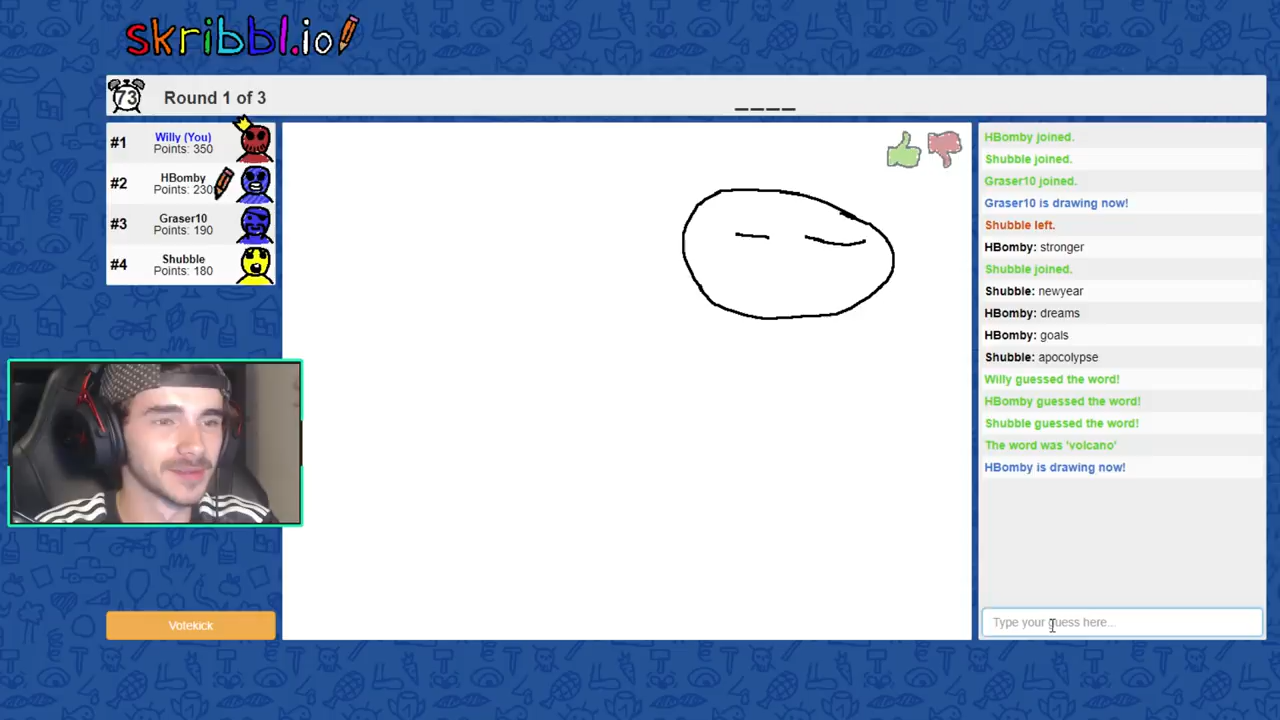 skribbl.io
73
Round 1 of 3
____
#1
Willy (You)
Points: 350
#2
HBomby
Points: 230
#3
Graser10
Points: 190
#4
Shubble
Points: 180
HBomby joined.
Shubble joined.
Graser10 joined.
Graser10 is drawing now!
Shubble left.
HBomby: stronger
Shubble joined.
Shubble: newyear
HBomby: dreams
HBomby: goals
Shubble: apocolypse
Willy guessed the word!
HBomby guessed the word!
Shubble guessed the word!
The word was 'volcano'
HBomby is drawing now!
Votekick
Type your guess here...